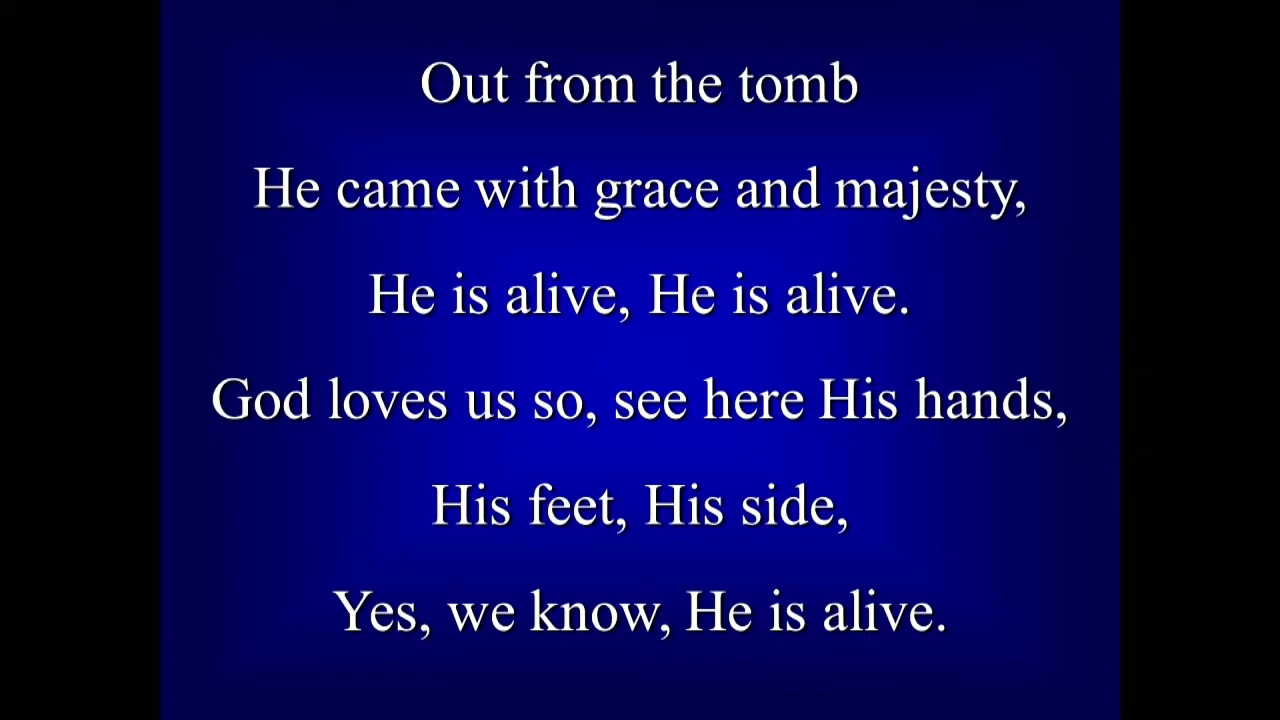 Out from the tomb
He came with grace and majesty,
He is alive, He is alive.
God loves us so, see here His hands,
His feet, His side,
Yes, we know, He is alive.